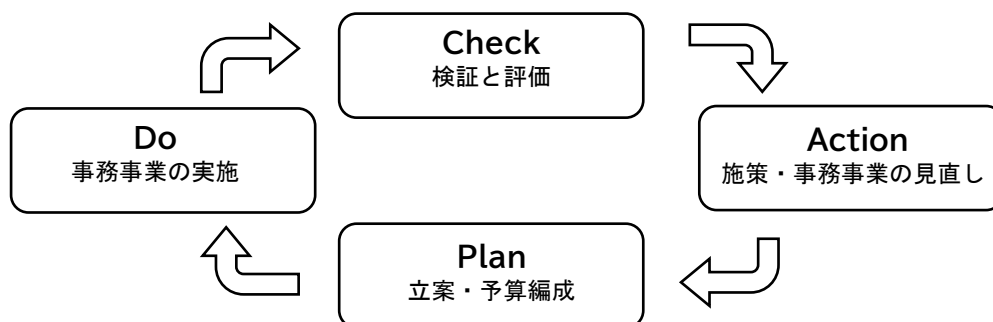 Check
検証と評価
Do
事務事業の実施
Action
施策・事務事業の見直し
Plan
立案・予算編成